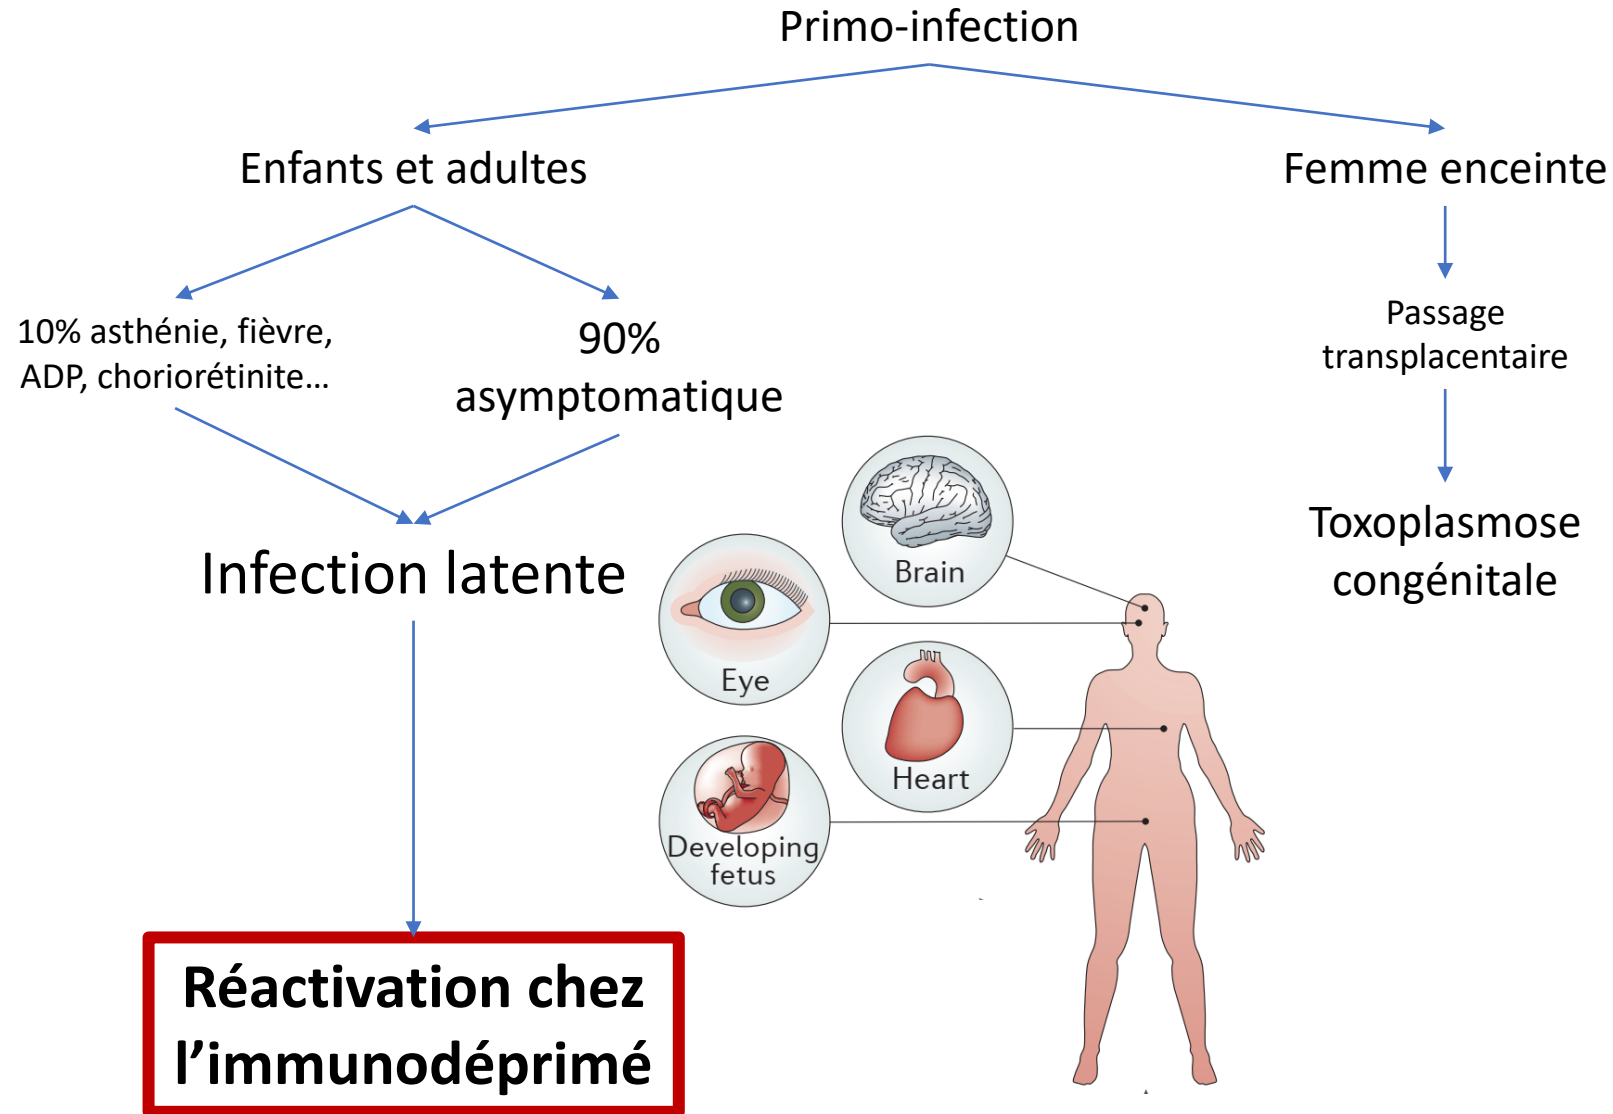 Primo-infection
Enfants et adultes
Femme enceinte
10% asthénie, fièvre,
ADP, choriorétinite...
90%
asymptomatique
Passage
transplacentaire
Infection latente
Toxoplasmose
congénitale
Brain
Eye
Heart
Developing
fetus
Réactivation chez
l’immunodéprimé